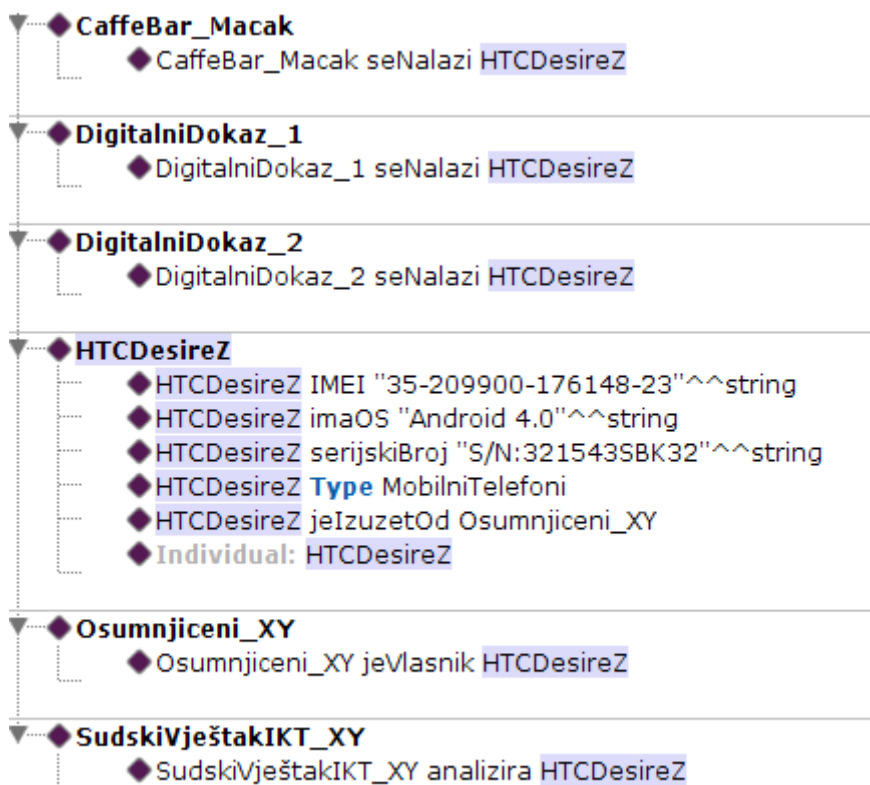 CaffeBar_Macak
CaffeBar_Macak seNalazi HTCDesireZ
DigitalniDokaz_1
DigitalniDokaz_1 seNalazi HTCDesireZ
DigitalniDokaz_2
DigitalniDokaz_2 seNalazi HTCDesireZ
HTCDesireZ
HTCDesireZ IMEI "35-209900-176148-23"^^string
HTCDesireZ imaOS "Android 4.0"^^string
HTCDesireZ serijskiBroj "S/N:321543SBK32"^^string
HTCDesireZ Type MobilniTelefoni
HTCDesireZ jeIzuzetOd Osumnjiceni_XY
Individual: HTCDesireZ
Osumnjiceni_XY
Osumnjiceni_XY jeVlasnik HTCDesireZ
SudskiVještakIKT_XY
SudskiVještakIKT_XY analizira HTCDesireZ